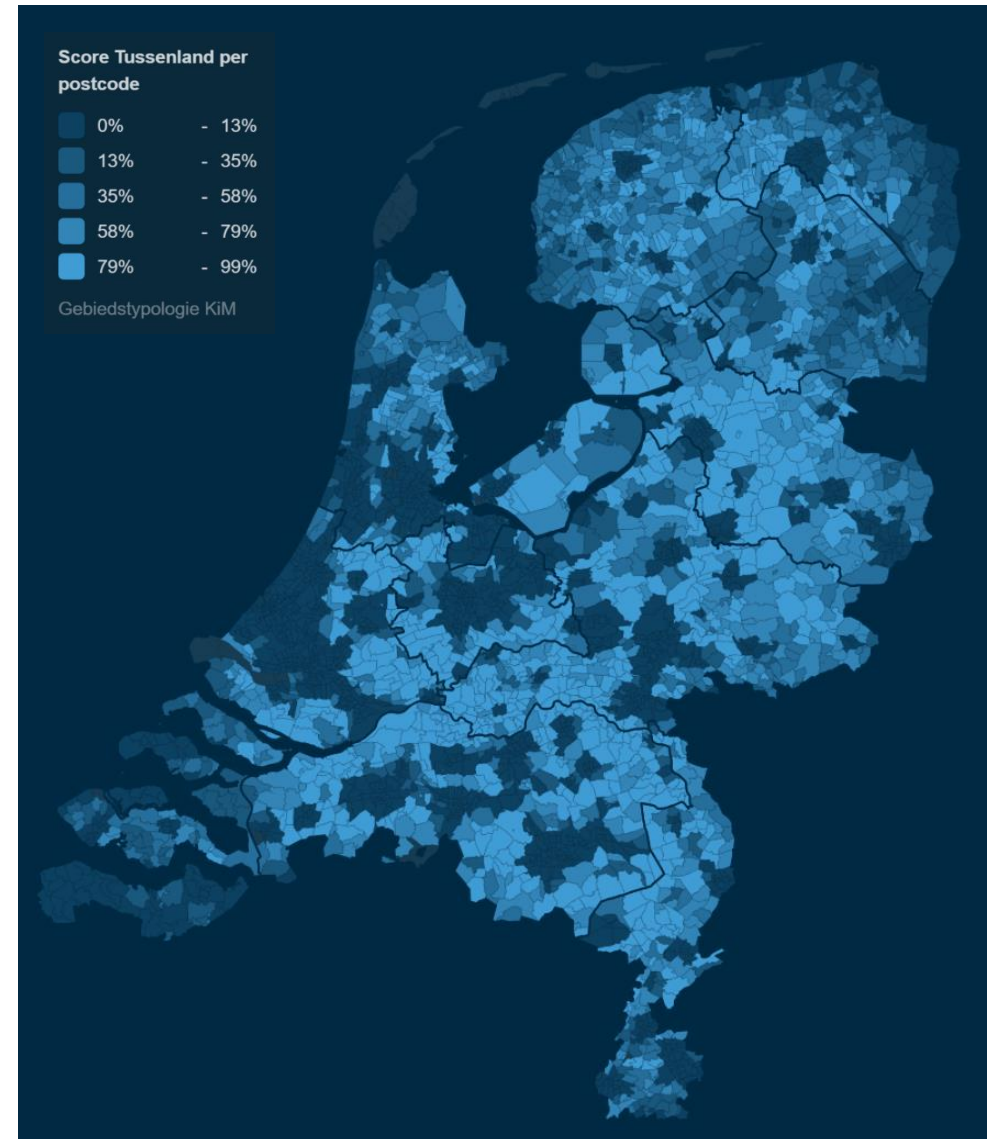 Score Tussenland per
postcode
0% - 13%
13% - 35%
35% - 58%
58% - 79%
79% - 99%
Gebiedstypologie KiM